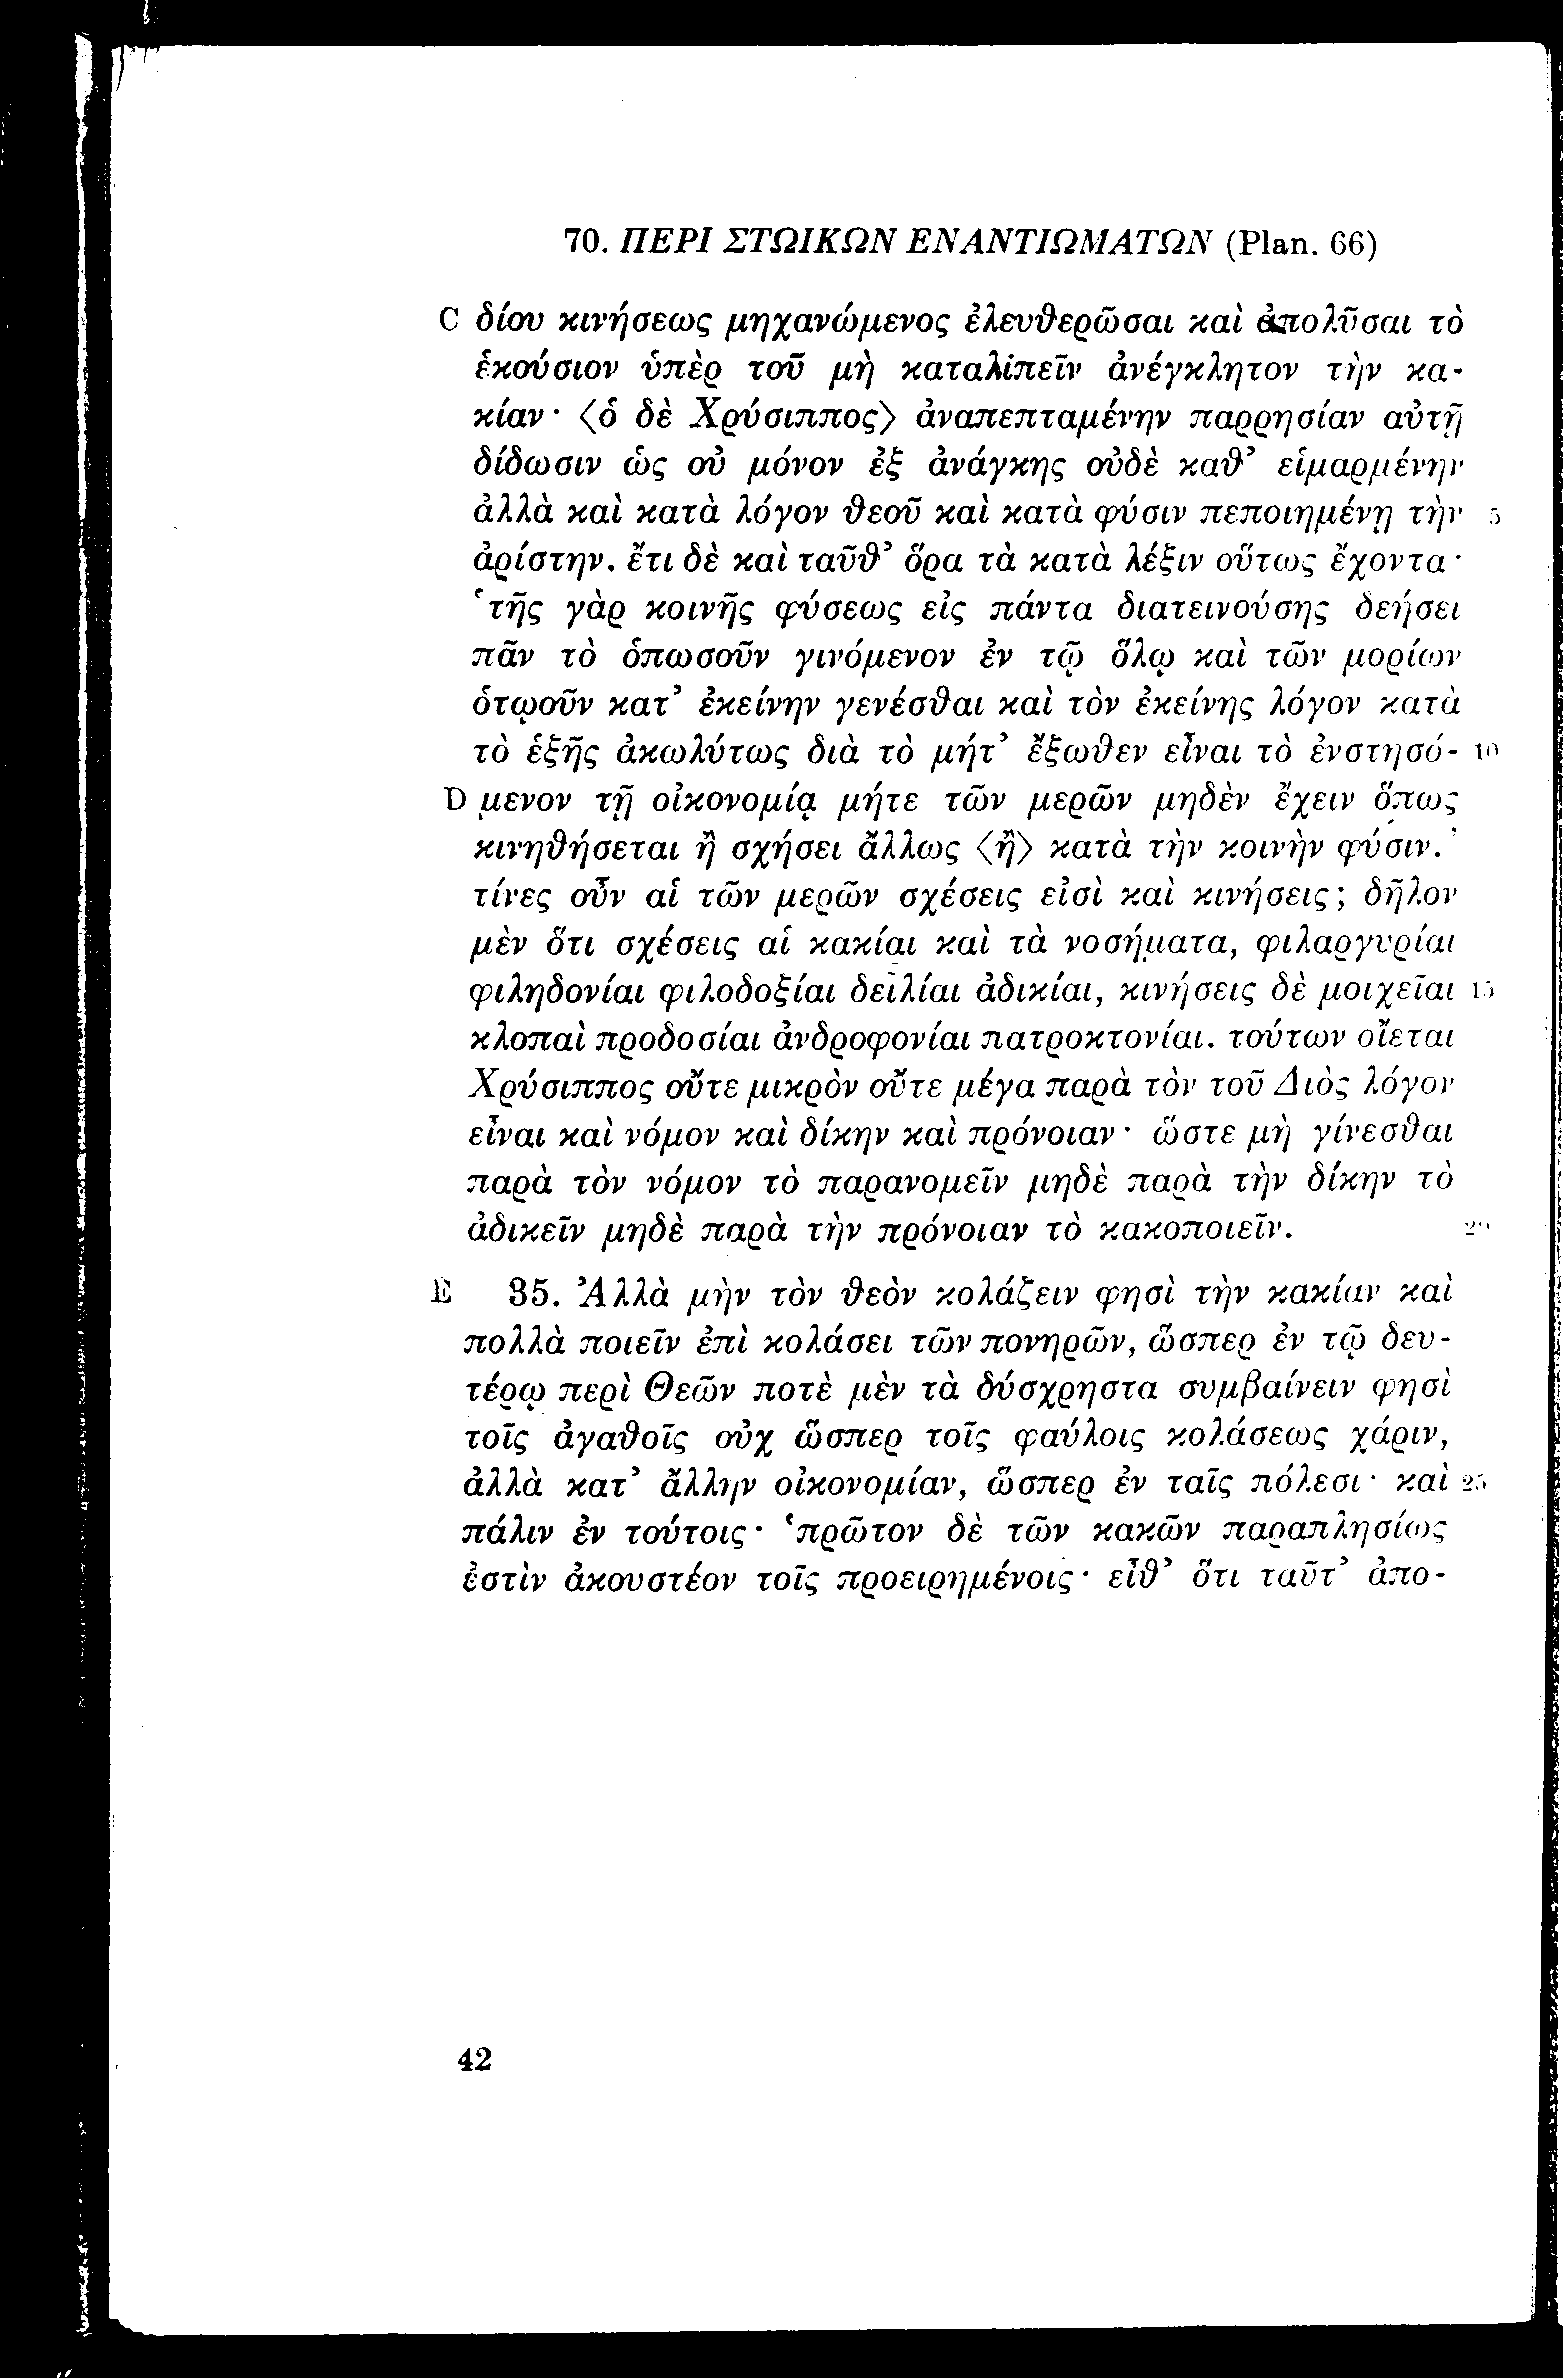 70. ΠΕΡΙ ΣΤΩΙΚΩΝ ΕΝΑΝΤΙΩΜΑΤΩΝ (Plan. 66)
C δίου κινήσεως μηχανώμενος ἐλευθερῶσαι καὶ ἀπολῦσαι τὸ
ἑκούσιον ὑπὲρ τοῦ μὴ καταλιπεῖν ἀνέγκλητον τὴν κα-
κίαν· ⟨ὁ δὲ Χρύσιππος⟩ ἀναπεπταμένην παρρησίαν αὐτῇ
δίδωσιν ὡς οὐ μόνον ἐξ ἀνάγκης οὐδὲ καθ’ εἱμαρμένην
ἀλλὰ καὶ κατὰ λόγον θεοῦ καὶ κατὰ φύσιν πεποιημένῃ τὴν 5
ἀρίστην. ἔτι δὲ καὶ ταῦθ’ ὅρα τὰ κατὰ λέξιν οὕτως ἔχοντα·
‘τῆς γὰρ κοινῆς φύσεως εἰς πάντα διατεινούσης δεήσει
πᾶν τὸ ὁπωσοῦν γινόμενον ἐν τῷ ὅλῳ καὶ τῶν μορίων
ὁτῳοῦν κατ’ ἐκείνην γενέσθαι καὶ τὸν ἐκείνης λόγον κατὰ
τὸ ἑξῆς ἀκωλύτως διὰ τὸ μήτ’ ἔξωθεν εἶναι τὸ ἐνστησό- 10
D μενον τῇ οἰκονομίᾳ μήτε τῶν μερῶν μηδὲν ἔχειν ὅπως
κινηθήσεται ἢ σχήσει ἄλλως ⟨ἢ⟩ κατὰ τὴν κοινὴν φύσιν.’
τίνες οὖν αἱ τῶν μερῶν σχέσεις εἰσὶ καὶ κινήσεις; δῆλον
μὲν ὅτι σχέσεις αἱ κακίαι καὶ τὰ νοσήματα, φιλαργυρίαι
φιληδονίαι φιλοδοξίαι δειλίαι ἀδικίαι, κινήσεις δὲ μοιχεῖαι 15
κλοπαὶ προδοσίαι ἀνδροφονίαι πατροκτονίαι. τούτων οἴεται
Χρύσιππος οὔτε μικρὸν οὔτε μέγα παρὰ τὸν τοῦ Διὸς λόγον
εἶναι καὶ νόμον καὶ δίκην καὶ πρόνοιαν· ὥστε μὴ γίνεσθαι
παρὰ τὸν νόμον τὸ παρανομεῖν μηδὲ παρὰ τὴν δίκην τὸ
ἀδικεῖν μηδὲ παρὰ τὴν πρόνοιαν τὸ κακοποιεῖν. 20
E 35. Ἀλλὰ μὴν τὸν θεὸν κολάζειν φησὶ τὴν κακίαν καὶ
πολλὰ ποιεῖν ἐπὶ κολάσει τῶν πονηρῶν, ὥσπερ ἐν τῷ δευ-
τέρῳ περὶ Θεῶν ποτὲ μὲν τὰ δύσχρηστα συμβαίνειν φησὶ
τοῖς ἀγαθοῖς οὐχ ὥσπερ τοῖς φαύλοις κολάσεως χάριν,
ἀλλὰ κατ’ ἄλλην οἰκονομίαν, ὥσπερ ἐν ταῖς πόλεσι· καὶ 25
πάλιν ἐν τούτοις· ‘πρῶτον δὲ τῶν κακῶν παραπλησίως
ἐστὶν ἀκουστέον τοῖς προειρημένοις· εἶθ’ ὅτι ταῦτ’ ἀπο-
42